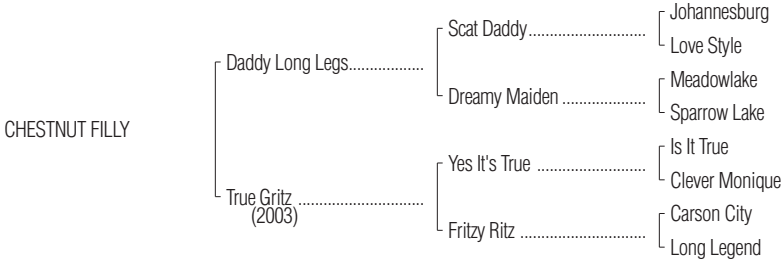 Johannesburg
Scat Daddy
Love Style
Daddy Long Legs
Meadowlake
Dreamy Maiden
Sparrow Lake
CHESTNUT FILLY
Is It True
Yes It's True
Clever Monique
True Gritz
(2003)
Carson City
Fritzy Ritz
Long Legend